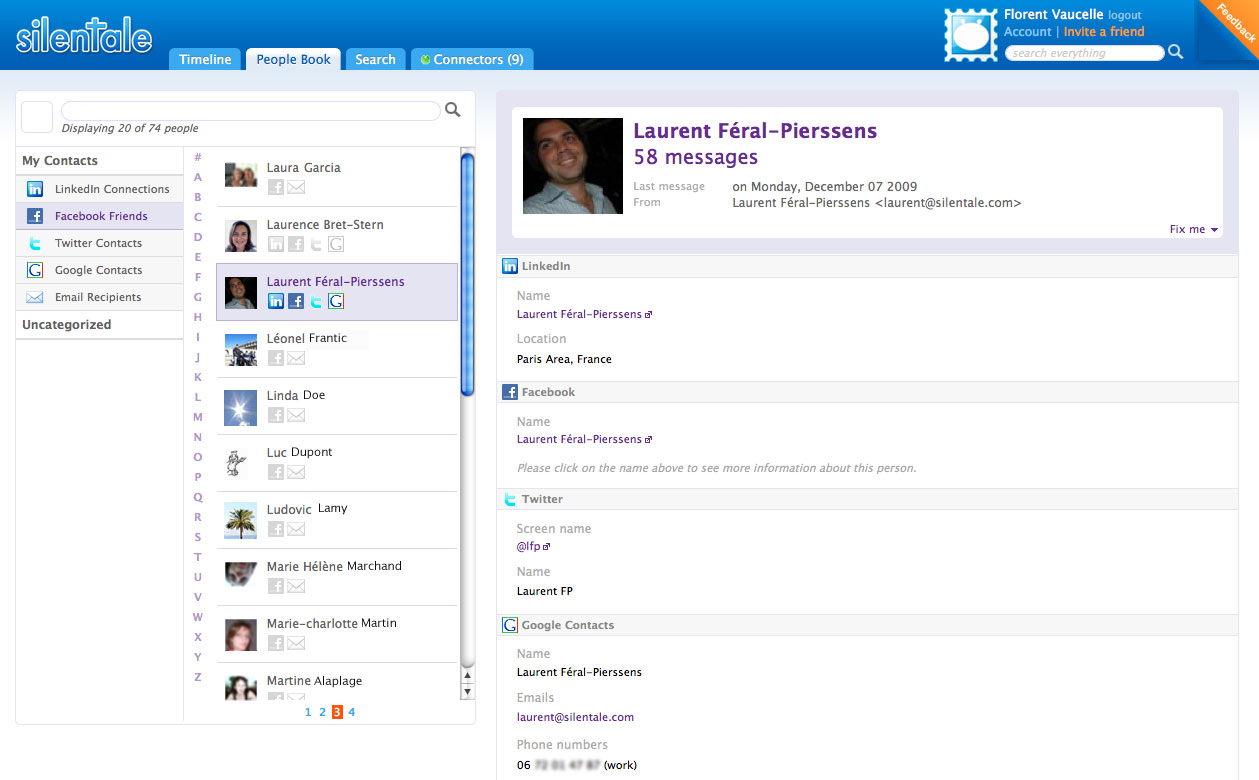 silentale
Timeline
People Book
Search
Connectors (9)
Florent Vaucelle logout
Account | Invite a friend
search everything
Feedback
Displaying 20 of 74 people
My Contacts
LinkedIn Connections
Facebook Friends
Twitter Contacts
Google Contacts
Email Recipients
Uncategorized
#
A
B
C
D
E
F
G
H
I
J
K
L
M
N
O
P
Q
R
S
T
U
V
W
X
Y
Z
Laura Garcia
Laurence Bret-Stern
Laurent Féral-Pierssens
Léonel Frantic
Linda Doe
Luc Dupont
Ludovic Lamy
Marie Hélène Marchand
Marie-charlotte Martin
Martine Alaplage
1 2 3 4
Laurent Féral-Pierssens
58 messages
Last message on Monday, December 07 2009
From Laurent Féral-Pierssens <laurent@silentale.com>
Fix me
LinkedIn
Name
Laurent Féral-Pierssens
Location
Paris Area, France
Facebook
Name
Laurent Féral-Pierssens
Please click on the name above to see more information about this person.
Twitter
Screen name
@lfp
Name
Laurent FP
Google Contacts
Name
Laurent Féral-Pierssens
Emails
laurent@silentale.com
Phone numbers
06 (work)